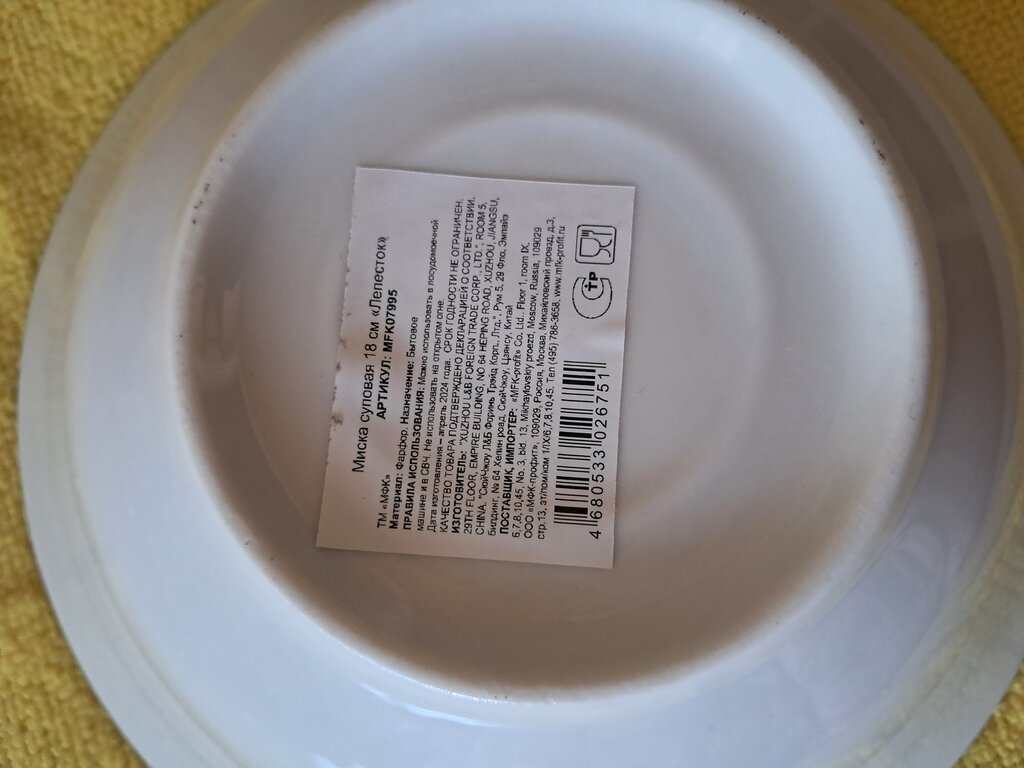 Миска суповая 18 см «Лепесток»
АРТИКУЛ: MFK07995
ТМ «МФК»
Материал: Фарфор. Назначение: Бытовое
ПРАВИЛА ИСПОЛЬЗОВАНИЯ: Можно использовать в посудомоечной
машине и в СВЧ. Не использовать на открытом огне.
Дата изготовления – апрель 2024 года. СРОК ГОДНОСТИ НЕ ОГРАНИЧЕН.
КАЧЕСТВО ТОВАРА ПОДТВЕРЖДЕНО ДЕКЛАРАЦИЕЙ О СООТВЕТСТВИИ.
ИЗГОТОВИТЕЛЬ: "XUZHOU L&B FOREIGN TRADE CORP., LTD.", ROOM 5,
29TH FLOOR, EMPIRE BUILDING, NO 64 HEPING ROAD, XUZHOU, JIANGSU,
CHINA. "Сюйчжоу Л&Б Форинь Трэйд Корп., Лтд.", Рум 5, 29 Фло, Эмпайэ
билдинг, № 64 Хепин роад, Сюйчжоу, Цзянсу, Китай
ПОСТАВЩИК, ИМПОРТЕР: «MFK-profit» Co. Ltd., Floor 1, room IX,
6,7,8,10,45, No. 3, bld. 13, Mikhaylovskiy proezd, Moscow, Russia, 109029
ООО «МФК-профит», 109029, Россия, Москва, Михайловский проезд, д.3,
стр.13, эт/пом/ком 1/IX/6,7,8,10,45. Тел (495) 786-3658, www.mfk-profit.ru
4 680533 026751
СТР